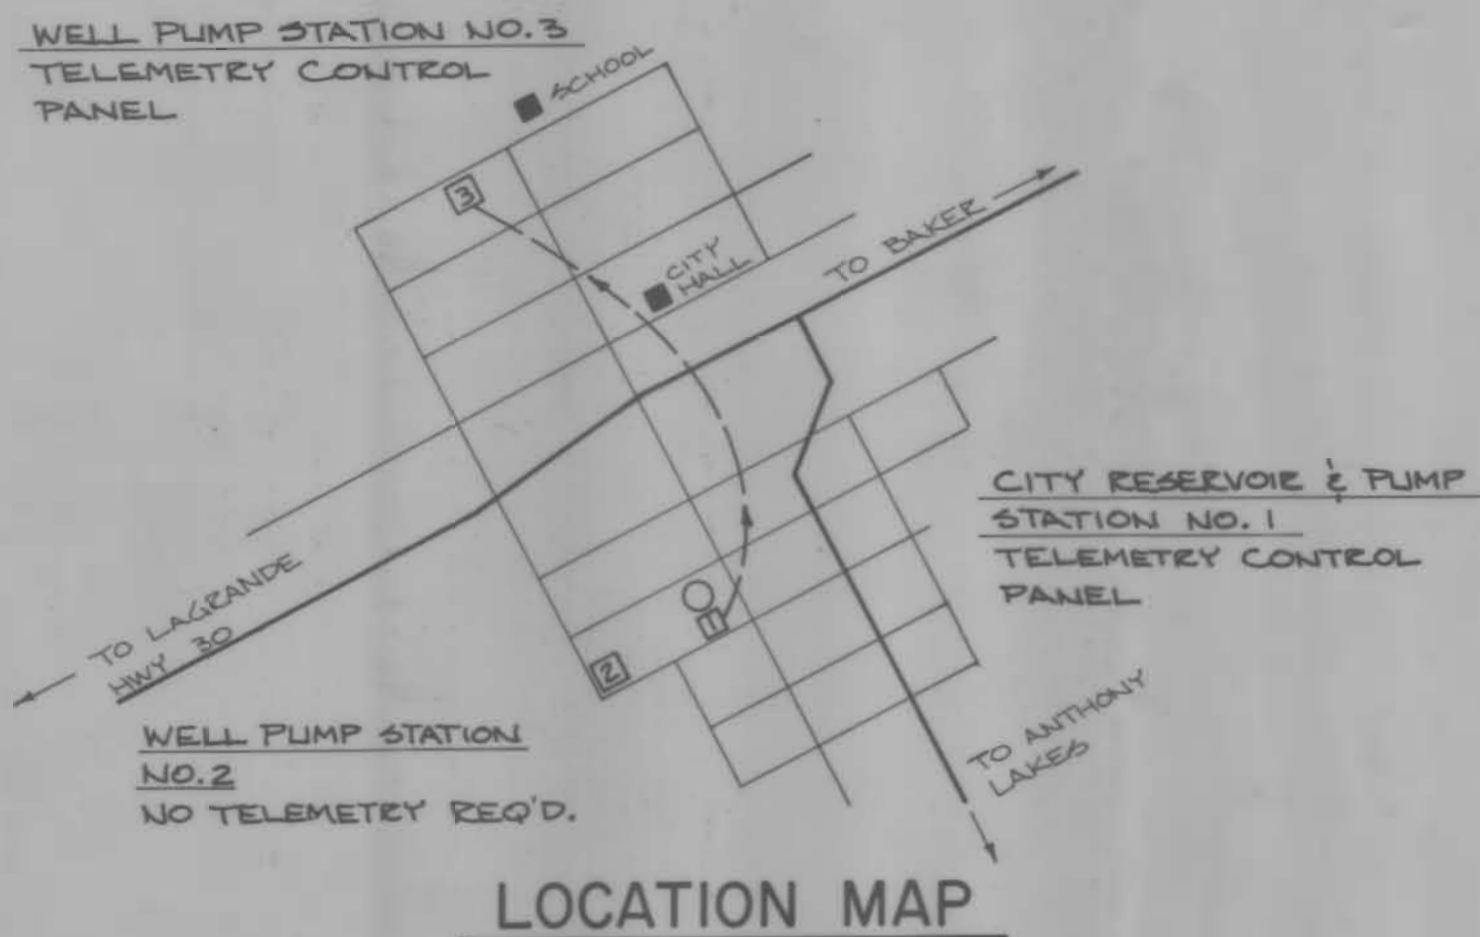 WELL PUMP STATION NO. 3
TELEMETRY CONTROL
PANEL
SCHOOL
3
CITY
HALL
TO BAKER
CITY RESERVOIR & PUMP
STATION NO. 1
TELEMETRY CONTROL
PANEL
TO LAGRANDE
HWY 30
1
2
WELL PUMP STATION
NO. 2
NO TELEMETRY REQ'D.
TO ANTHONY
LAKES
LOCATION MAP